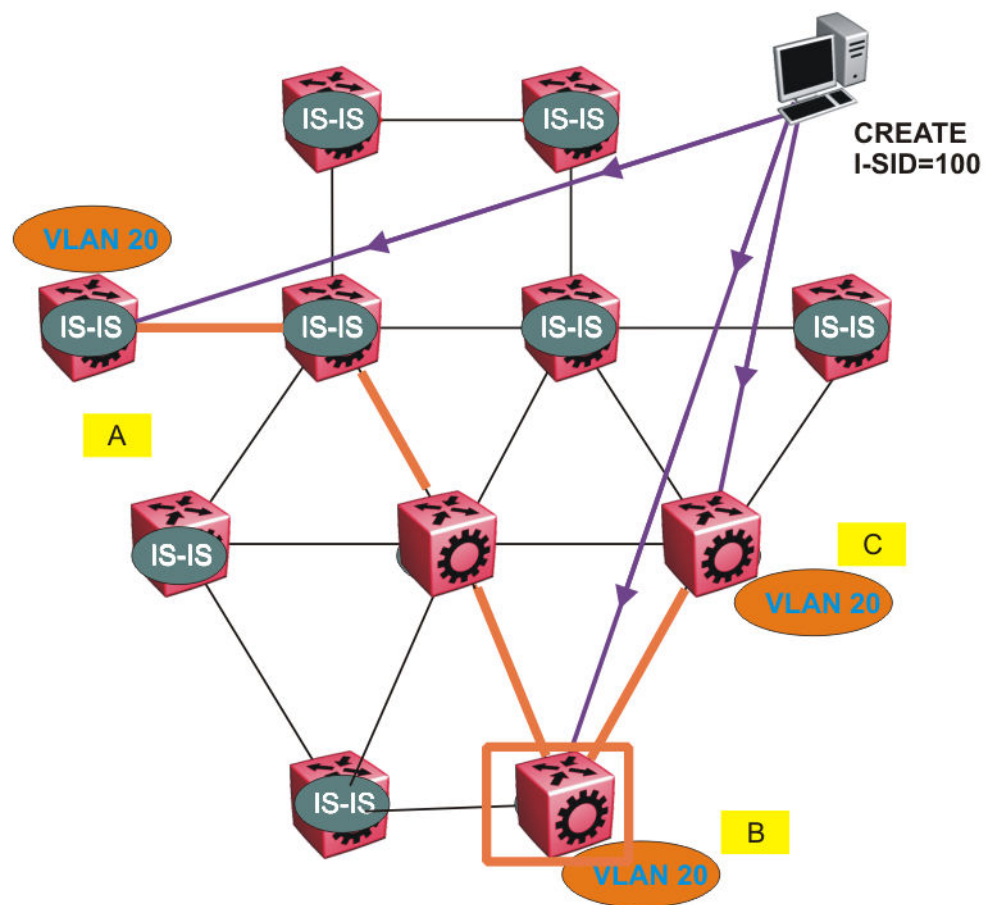 IS-IS
IS-IS
CREATE
I-SID=100
VLAN 20
IS-IS
IS-IS
IS-IS
IS-IS
A
IS-IS
C
VLAN 20
IS-IS
B
VLAN 20